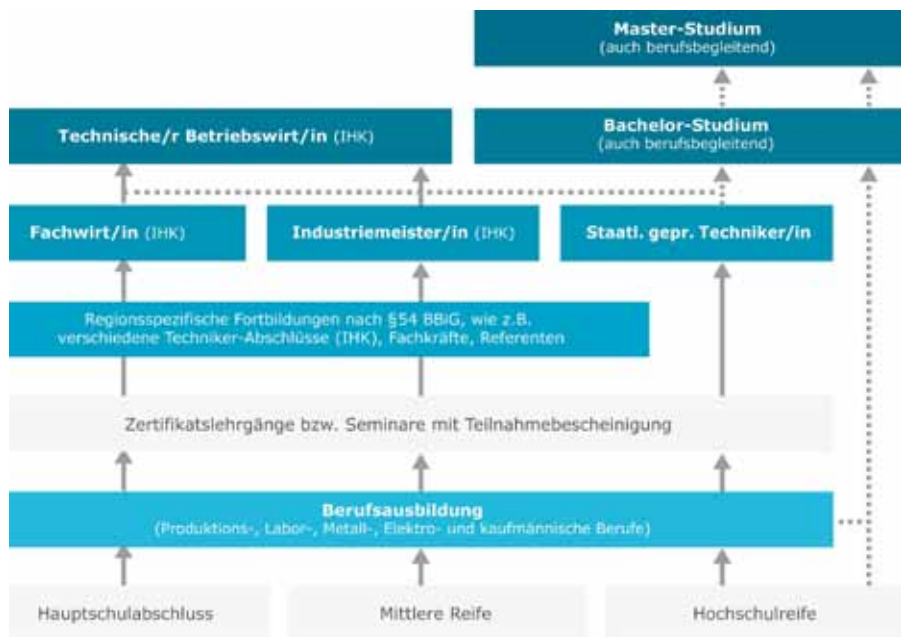 Master-Studium
(auch berufsbegleitend)
Technische/r Betriebswirt/in (IHK)
Bachelor-Studium
(auch berufsbegleitend)
Fachwirt/in (IHK)
Industriemeister/in (IHK)
Staatl. gepr. Techniker/in
Regionsspezifische Fortbildungen nach §54 BBiG, wie z.B.
verschiedene Techniker-Abschlüsse (IHK), Fachkräfte, Referenten
Zertifikatslehrgänge bzw. Seminare mit Teilnahmebescheinigung
Berufsausbildung
(Produktions-, Labor-, Metall-, Elektro- und kaufmännische Berufe)
Hauptschulabschluss
Mittlere Reife
Hochschulreife